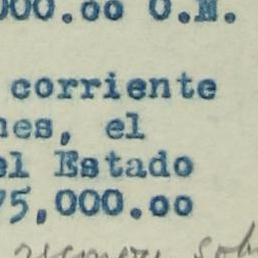 000.oo O.M.
corriente
nes, el
el Estado
75,000.oo